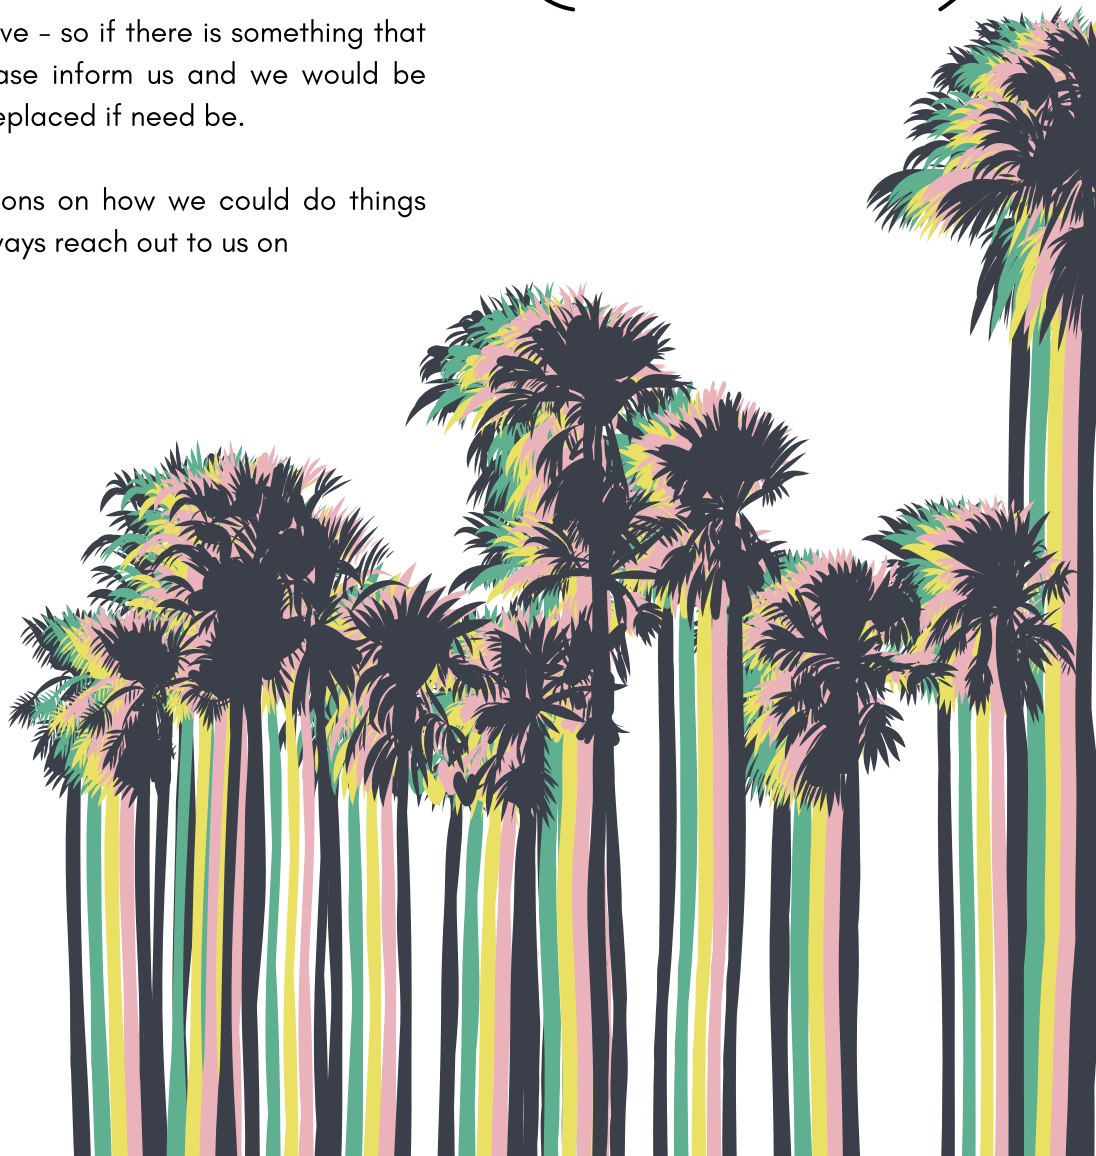 ve - so if there is something that
ase inform us and we would be
eplaced if need be.
ons on how we could do things
ways reach out to us on